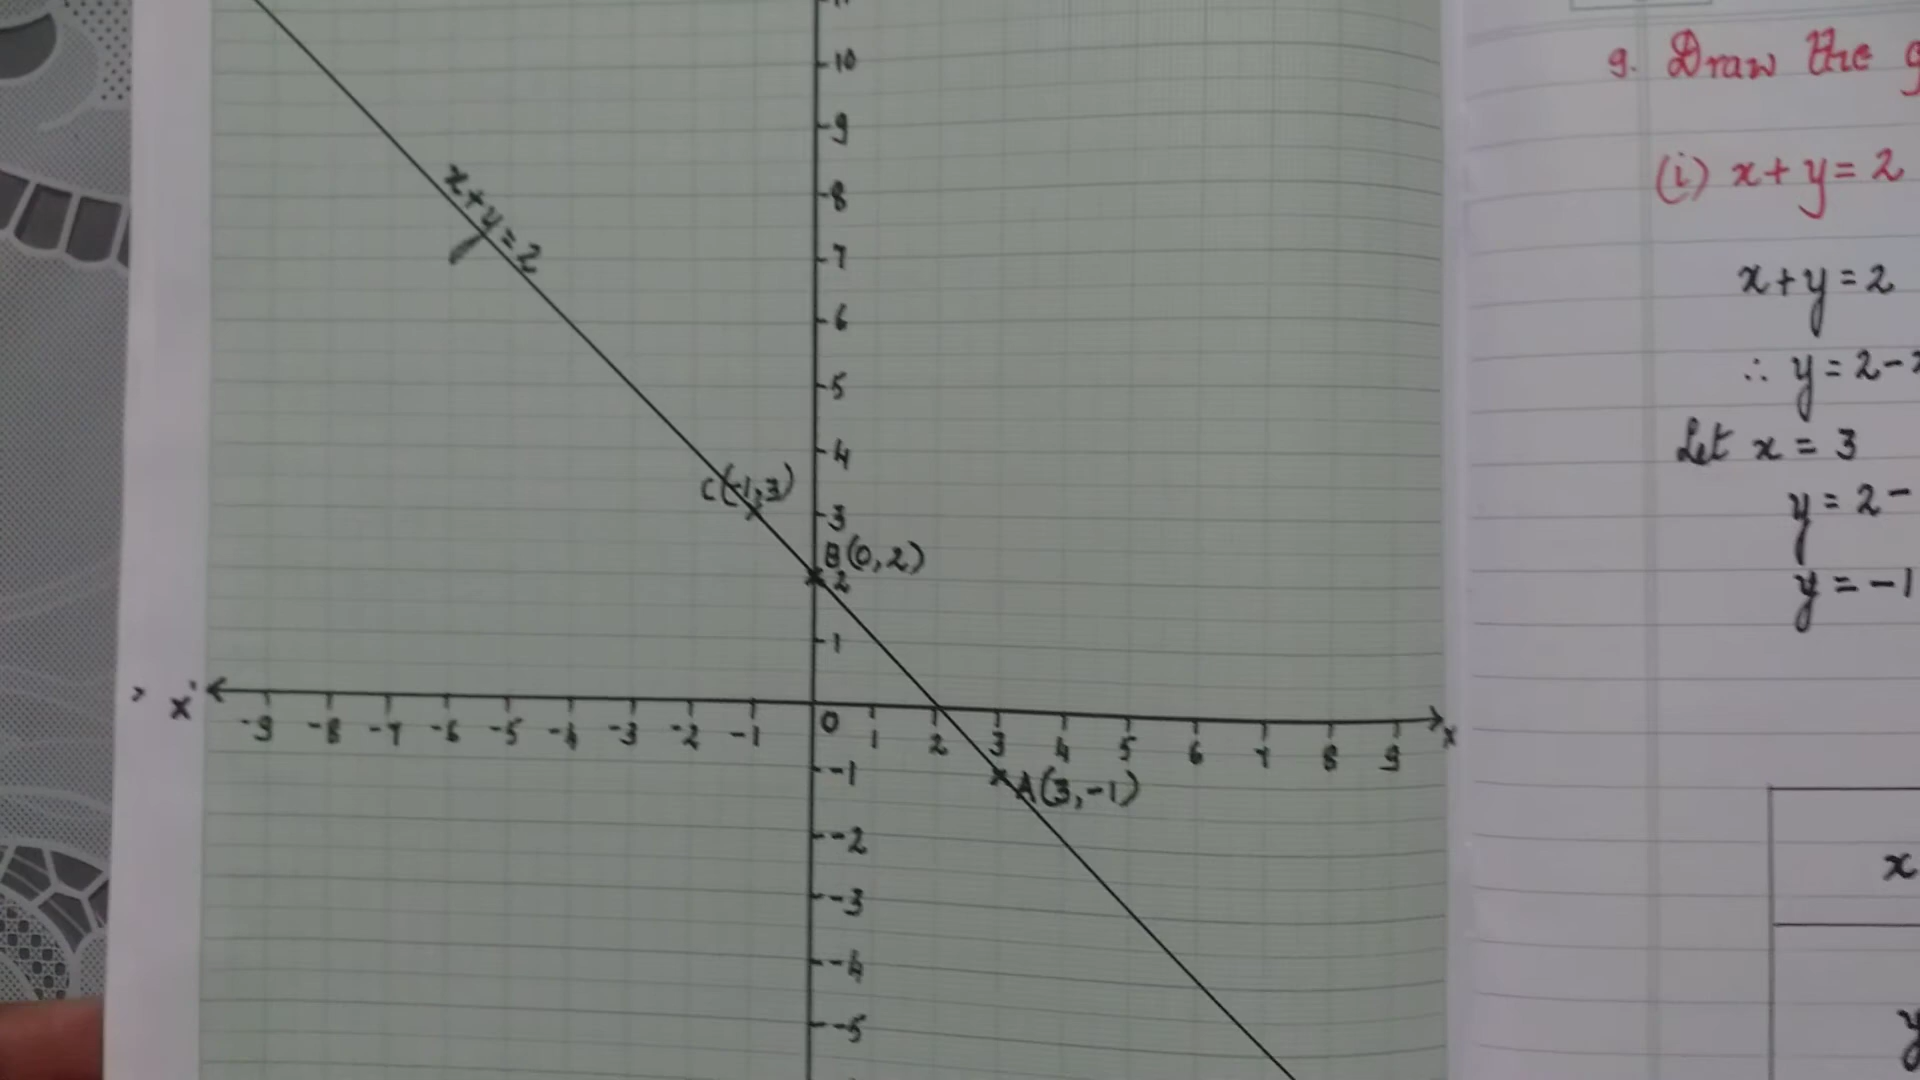 11
10
9
8
7
6
5
4
3
2
1
x+y=2
C(-1,3)
B(0,2)
A(3,-1)
X' -9 -8 -7 -6 -5 -4 -3 -2 -1 0 1 2 3 4 5 6 7 8 9 X
-1
-2
-3
-4
-5
9. Draw the
(i) x+y=2
x+y=2
∴ y=2-x
Let x = 3
y = 2-
y = -1
x
y